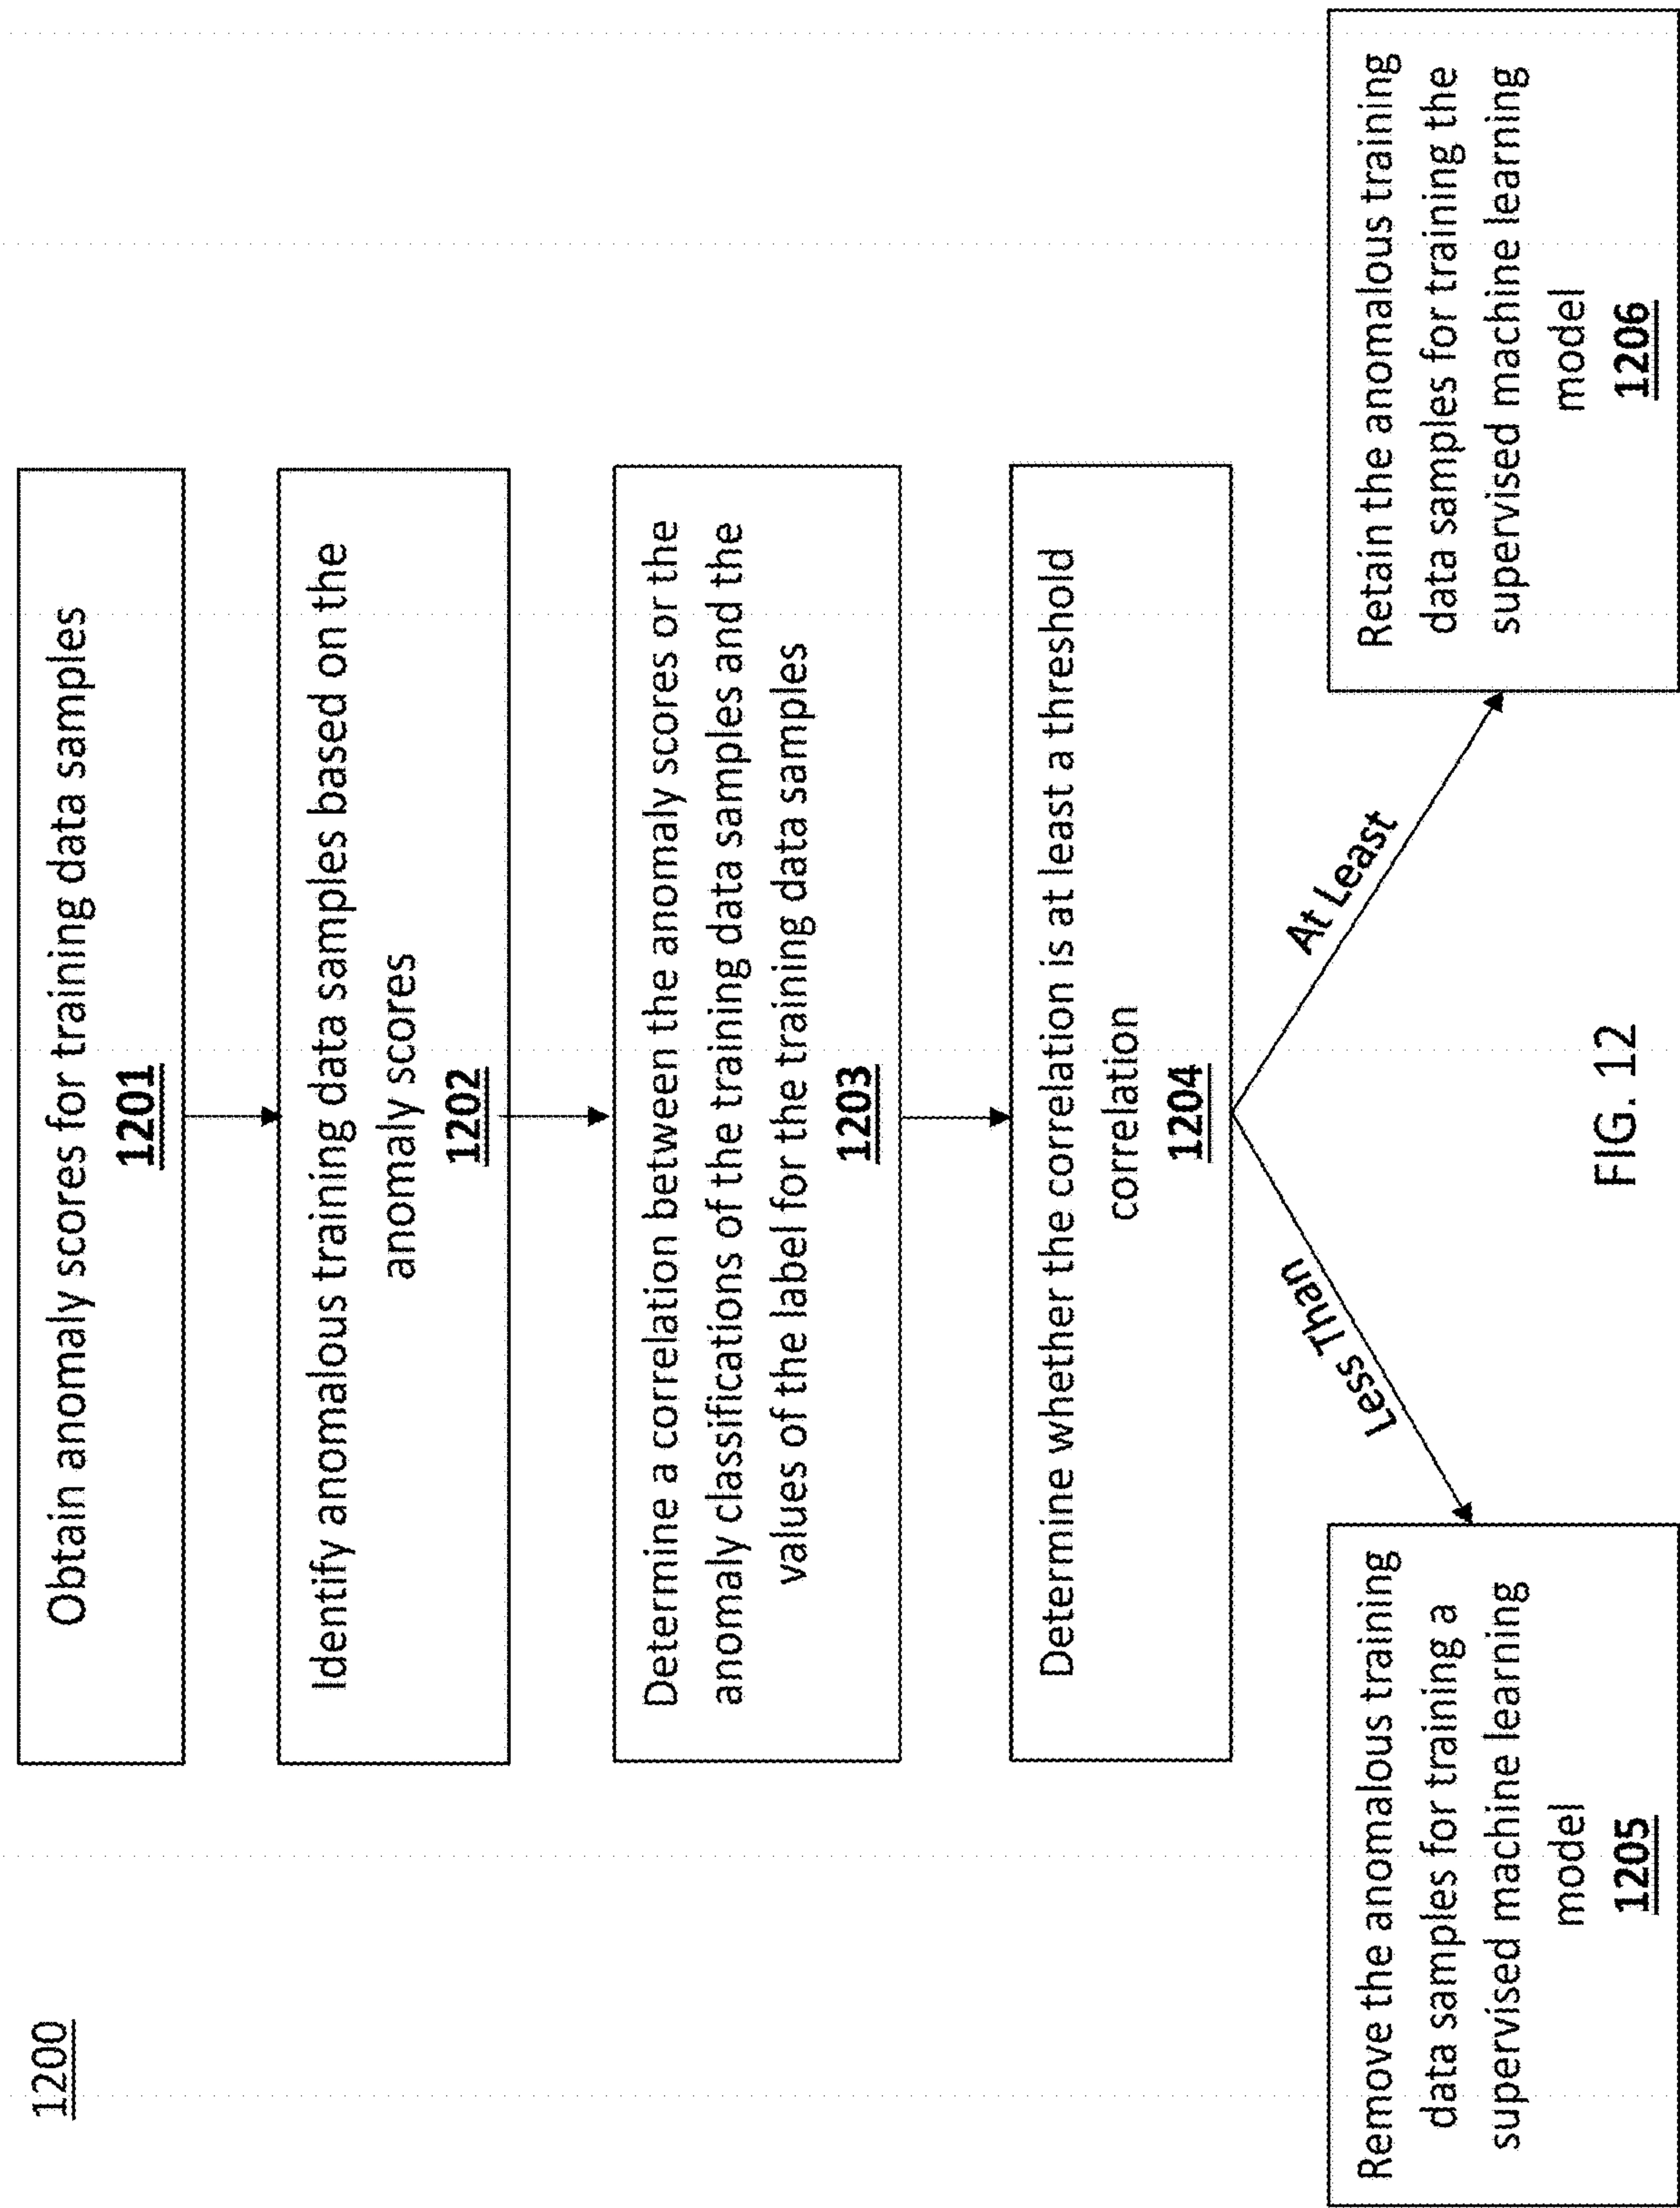 1200
Obtain anomaly scores for training data samples
1201
Identify anomalous training data samples based on the
anomaly scores
1202
Determine a correlation between the anomaly scores or the
anomaly classifications of the training data samples and the
values of the label for the training data samples
1203
Determine whether the correlation is at least a threshold
correlation
1204
Less Than
At Least
Remove the anomalous training
data samples for training a
supervised machine learning
model
1205
Retain the anomalous training
data samples for training the
supervised machine learning
model
1206
FIG. 12